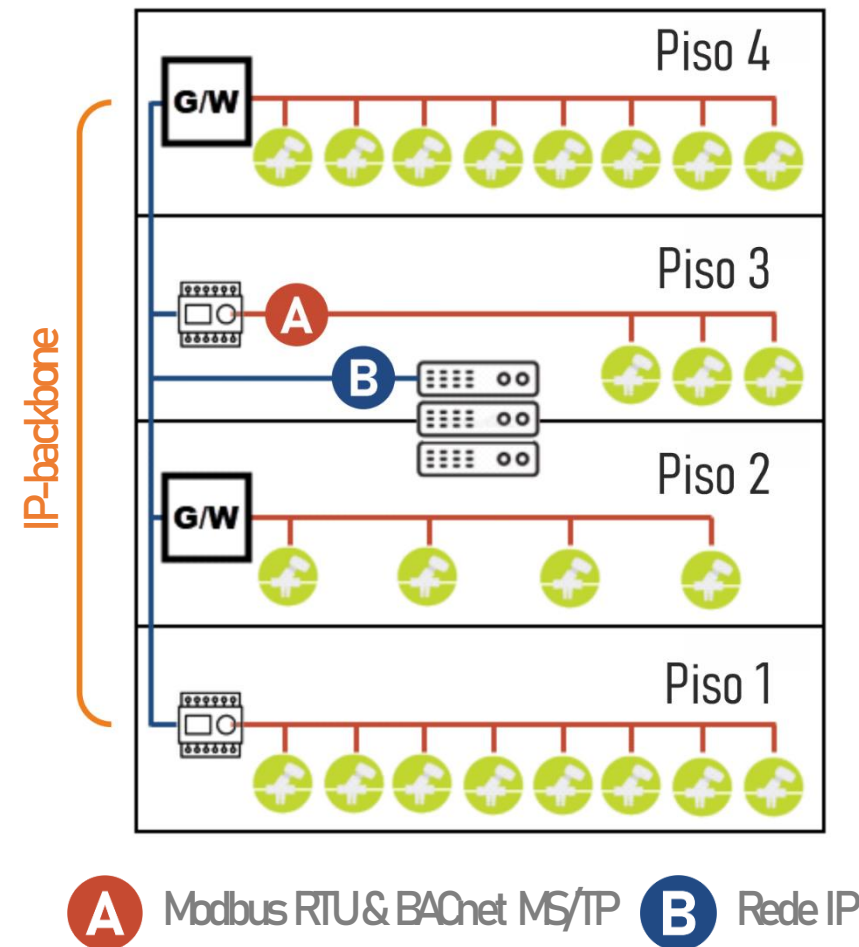 Piso 4
G/W
Piso 3
A
B
IP-backbone
Piso 2
G/W
Piso 1
A Modbus RTU & BACnet MS/TP B Rede IP